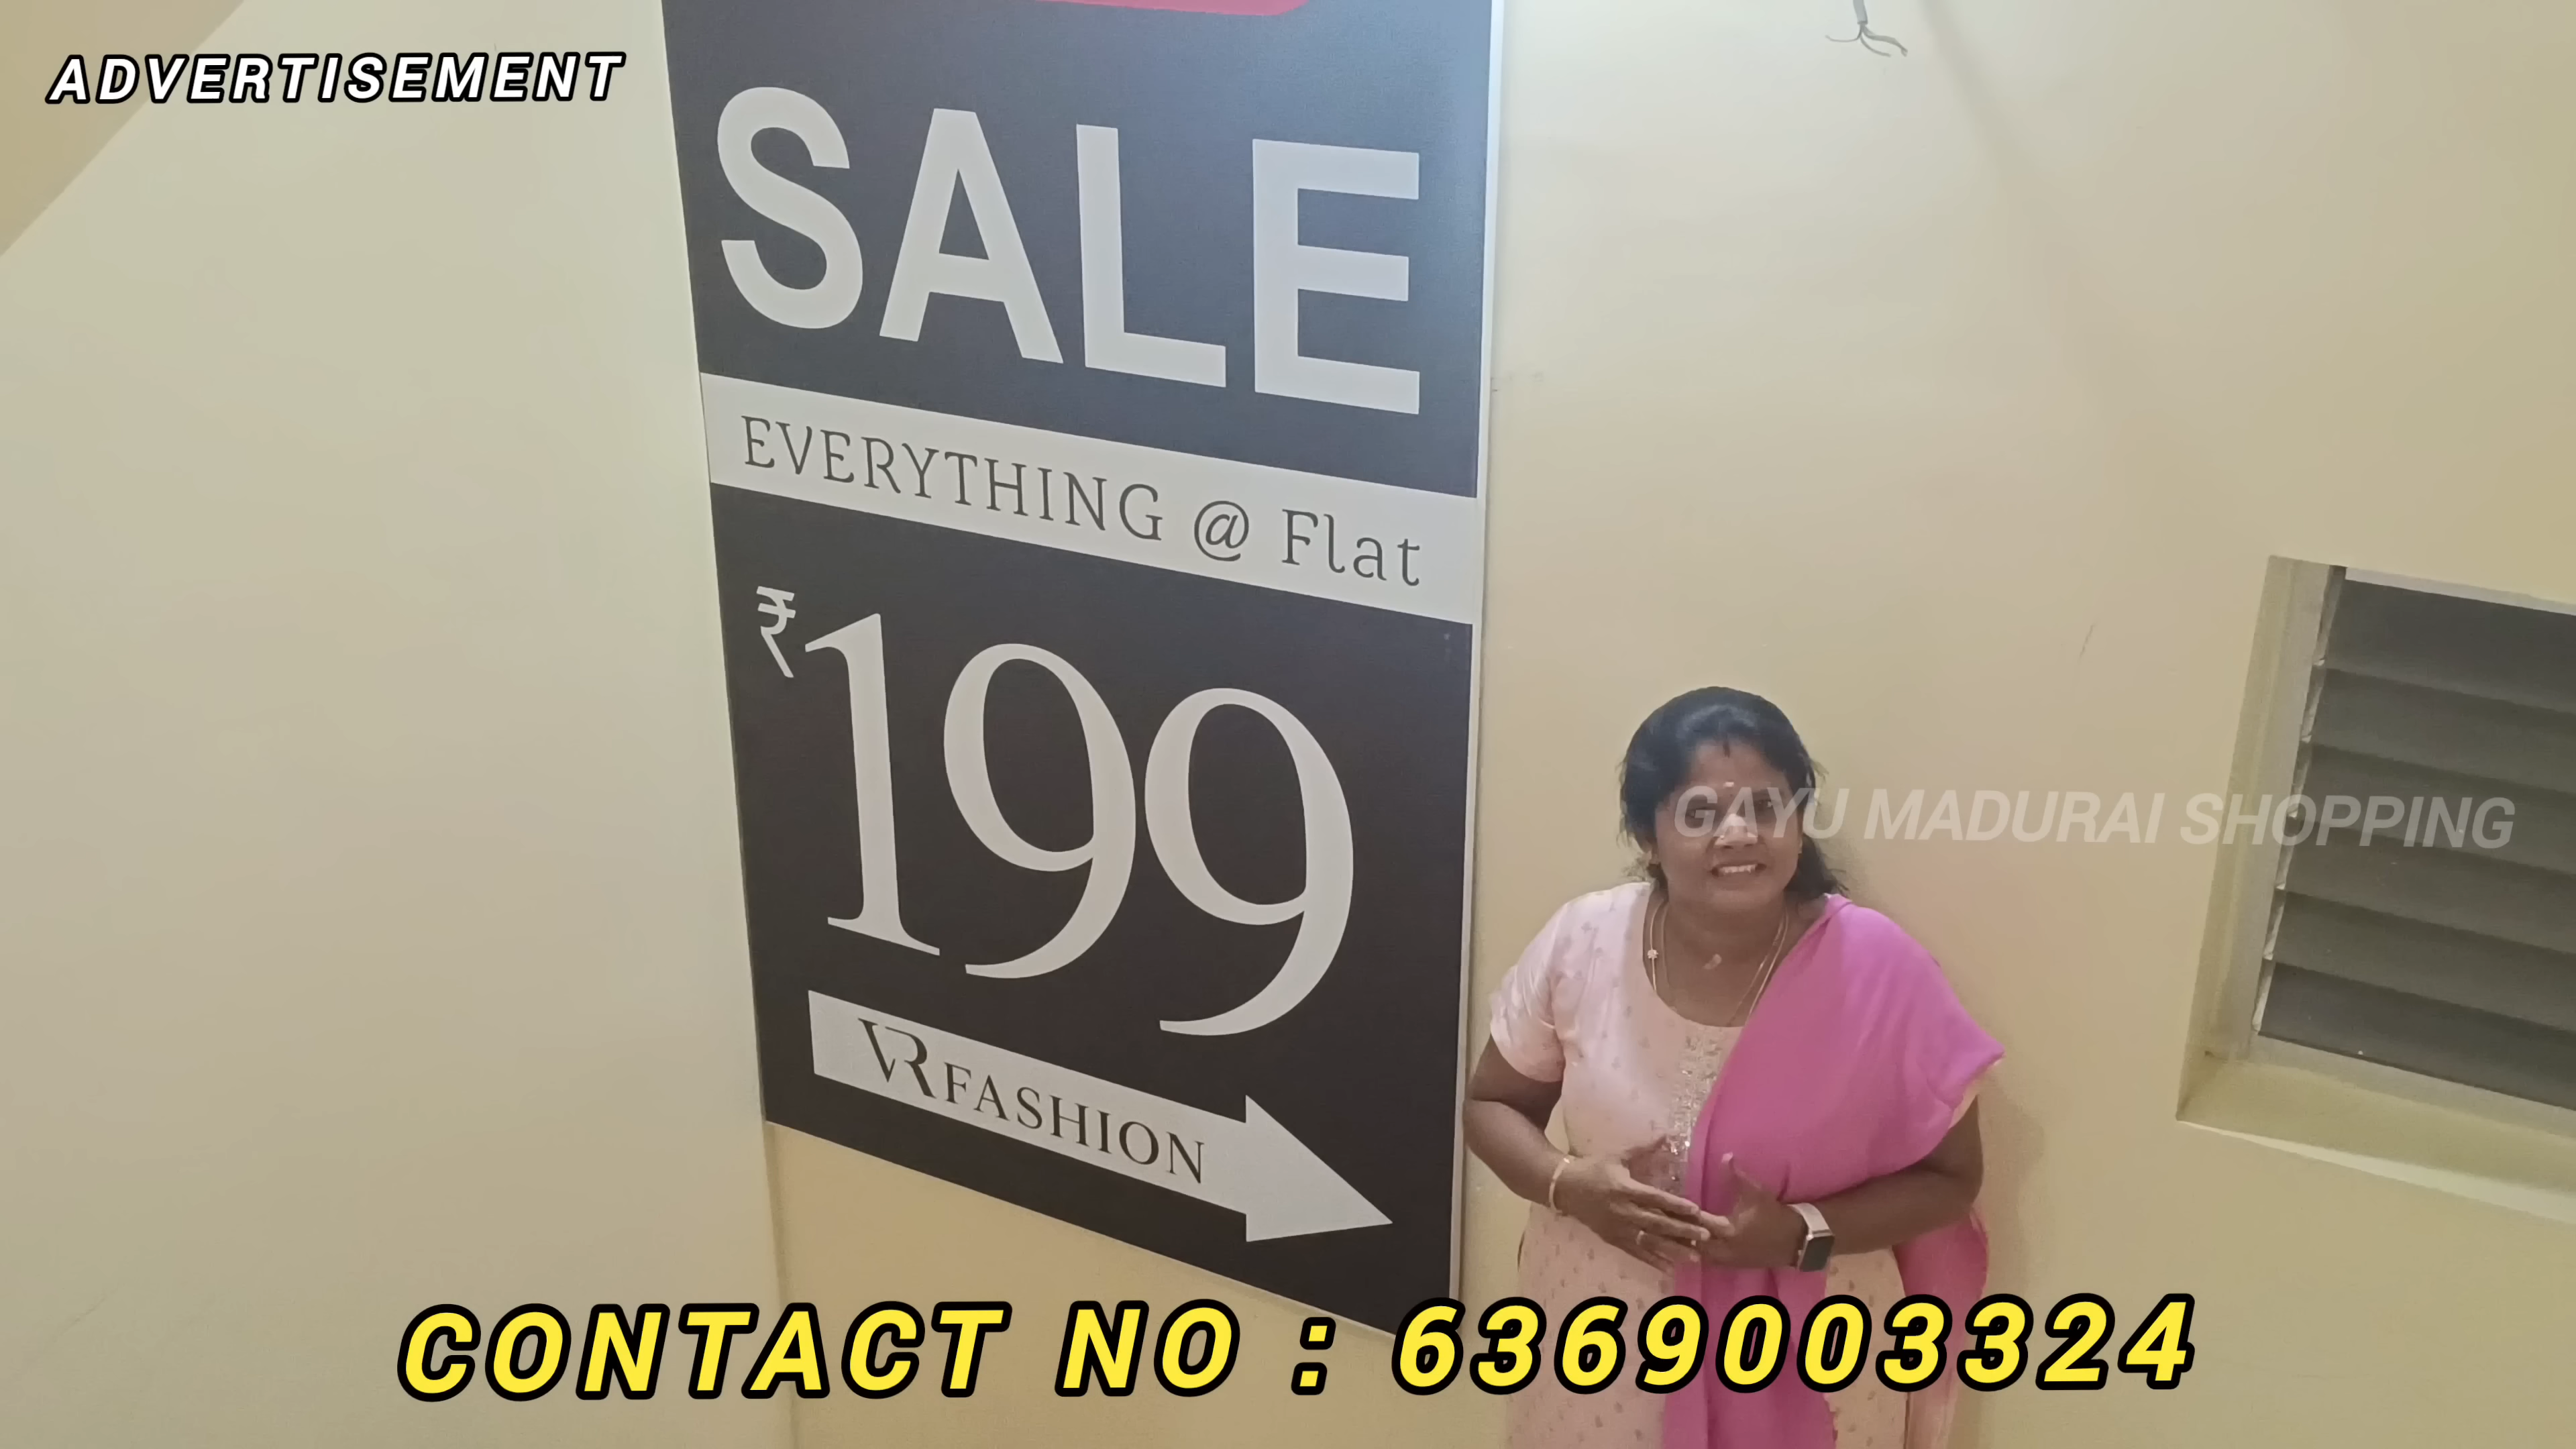 ADVERTISEMENT
SALE
EVERYTHING @ Flat
₹199
VR FASHION
GAYU MADURAI SHOPPING
CONTACT NO : 6369003324